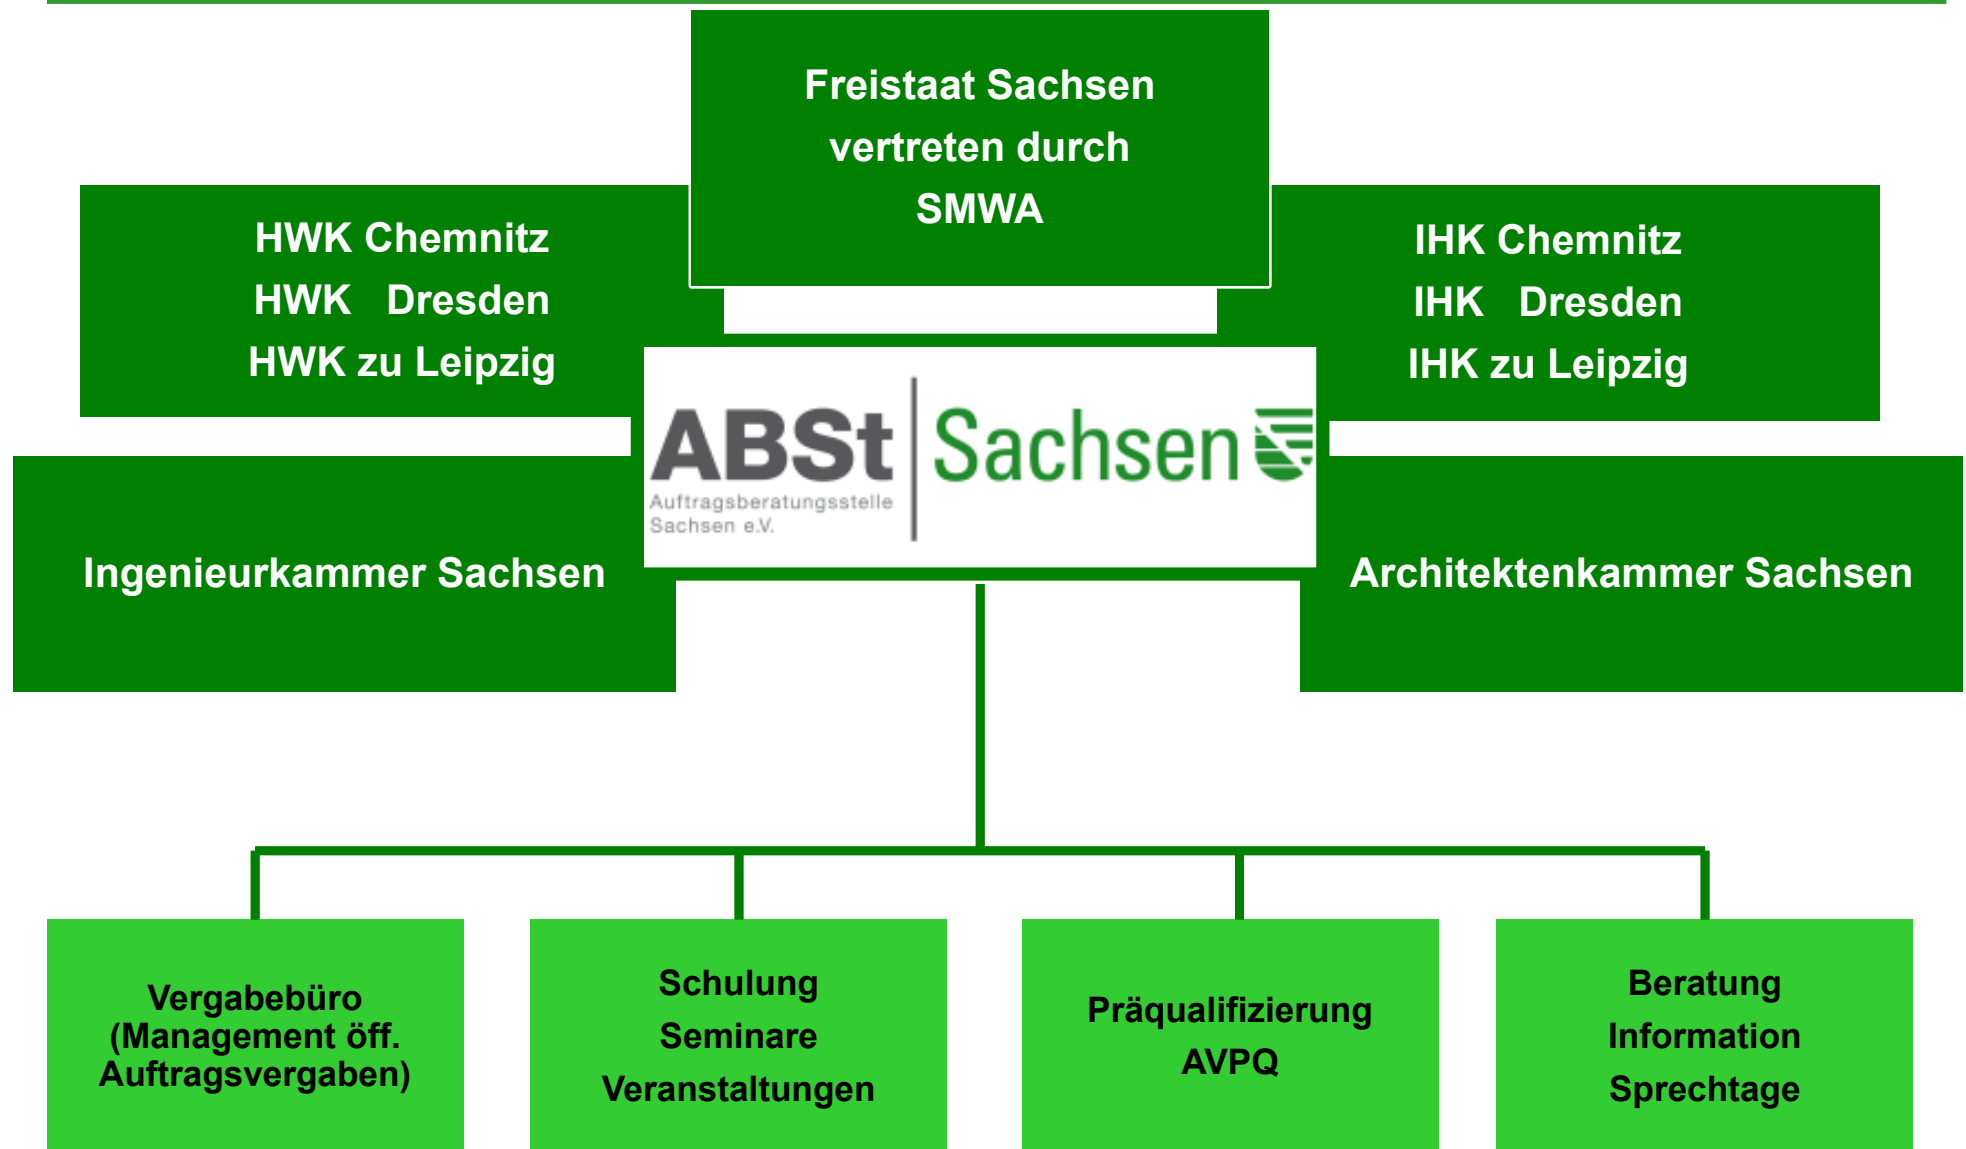 Freistaat Sachsen
vertreten durch
SMWA
HWK Chemnitz
HWK   Dresden
HWK zu Leipzig
IHK Chemnitz
IHK   Dresden
IHK zu Leipzig
ABSt
Auftragsberatungsstelle
Sachsen e.V.
Sachsen
Ingenieurkammer Sachsen
Architektenkammer Sachsen
Vergabebüro
(Management öff.
Auftragsvergaben)
Schulung
Seminare
Veranstaltungen
Präqualifizierung
AVPQ
Beratung
Information
Sprechtage